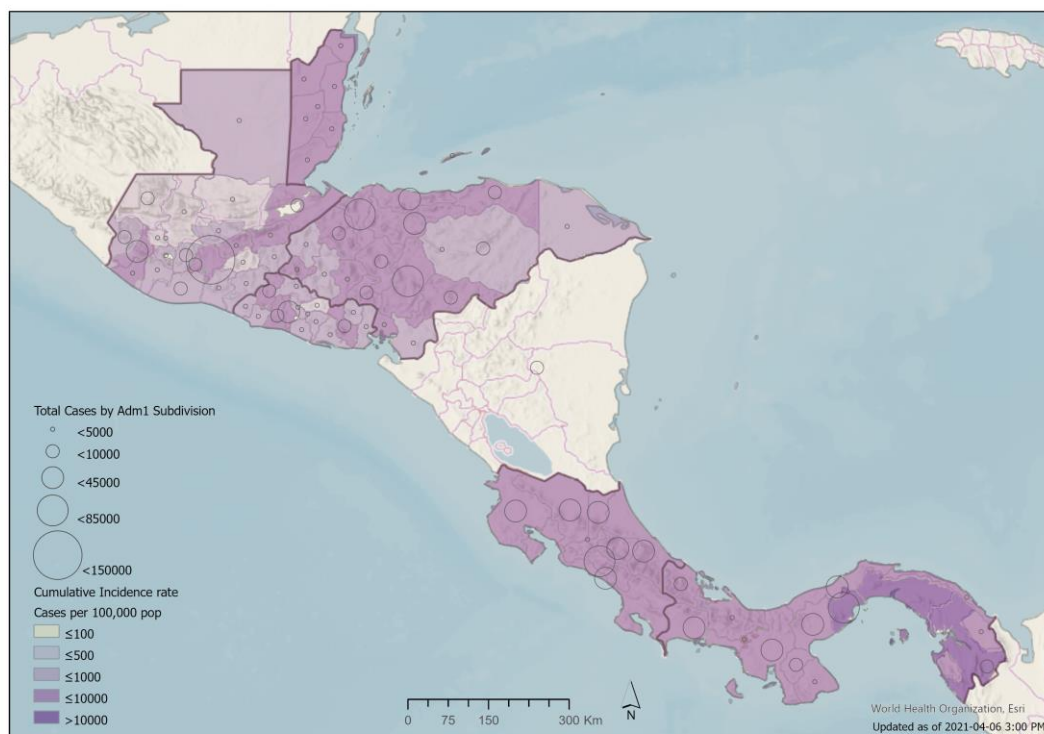 Total Cases by Adm1 Subdivision
<5000
<10000
<45000
<85000
<150000
Cumulative Incidence rate
Cases per 100,000 pop
≤100
≤500
≤1000
≤10000
>10000
0 75 150 300 Km
N
World Health Organization, Esri
Updated as of 2021-04-06 3:00 PM